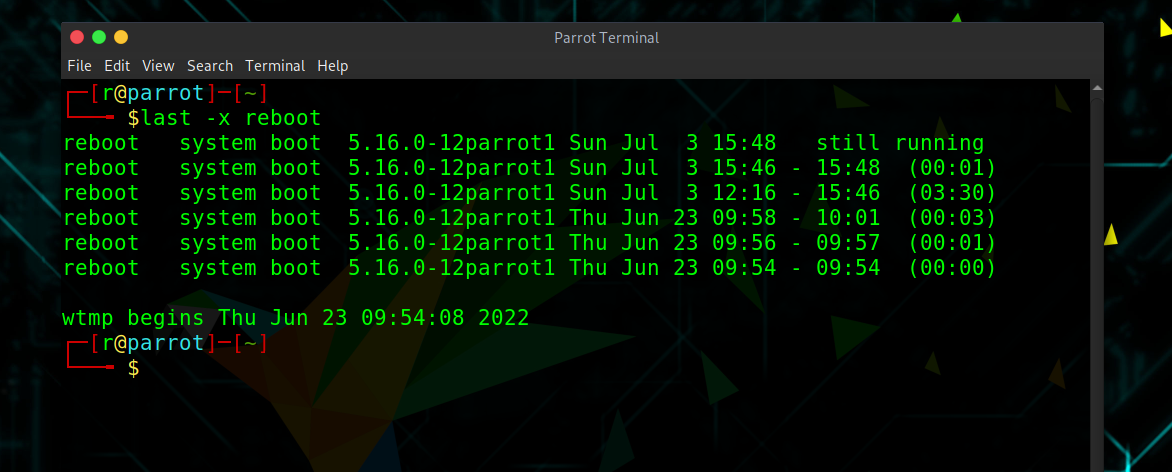 Parrot Terminal
File Edit View Search Terminal Help
┌─[r@parrot]─[~]
└──╼ $last -x reboot
reboot   system boot  5.16.0-12parrot1 Sun Jul  3 15:48   still running
reboot   system boot  5.16.0-12parrot1 Sun Jul  3 15:46 - 15:48  (00:01)
reboot   system boot  5.16.0-12parrot1 Sun Jul  3 12:16 - 15:46  (03:30)
reboot   system boot  5.16.0-12parrot1 Thu Jun 23 09:58 - 10:01  (00:03)
reboot   system boot  5.16.0-12parrot1 Thu Jun 23 09:56 - 09:57  (00:01)
reboot   system boot  5.16.0-12parrot1 Thu Jun 23 09:54 - 09:54  (00:00)
wtmp begins Thu Jun 23 09:54:08 2022
┌─[r@parrot]─[~]
└──╼ $